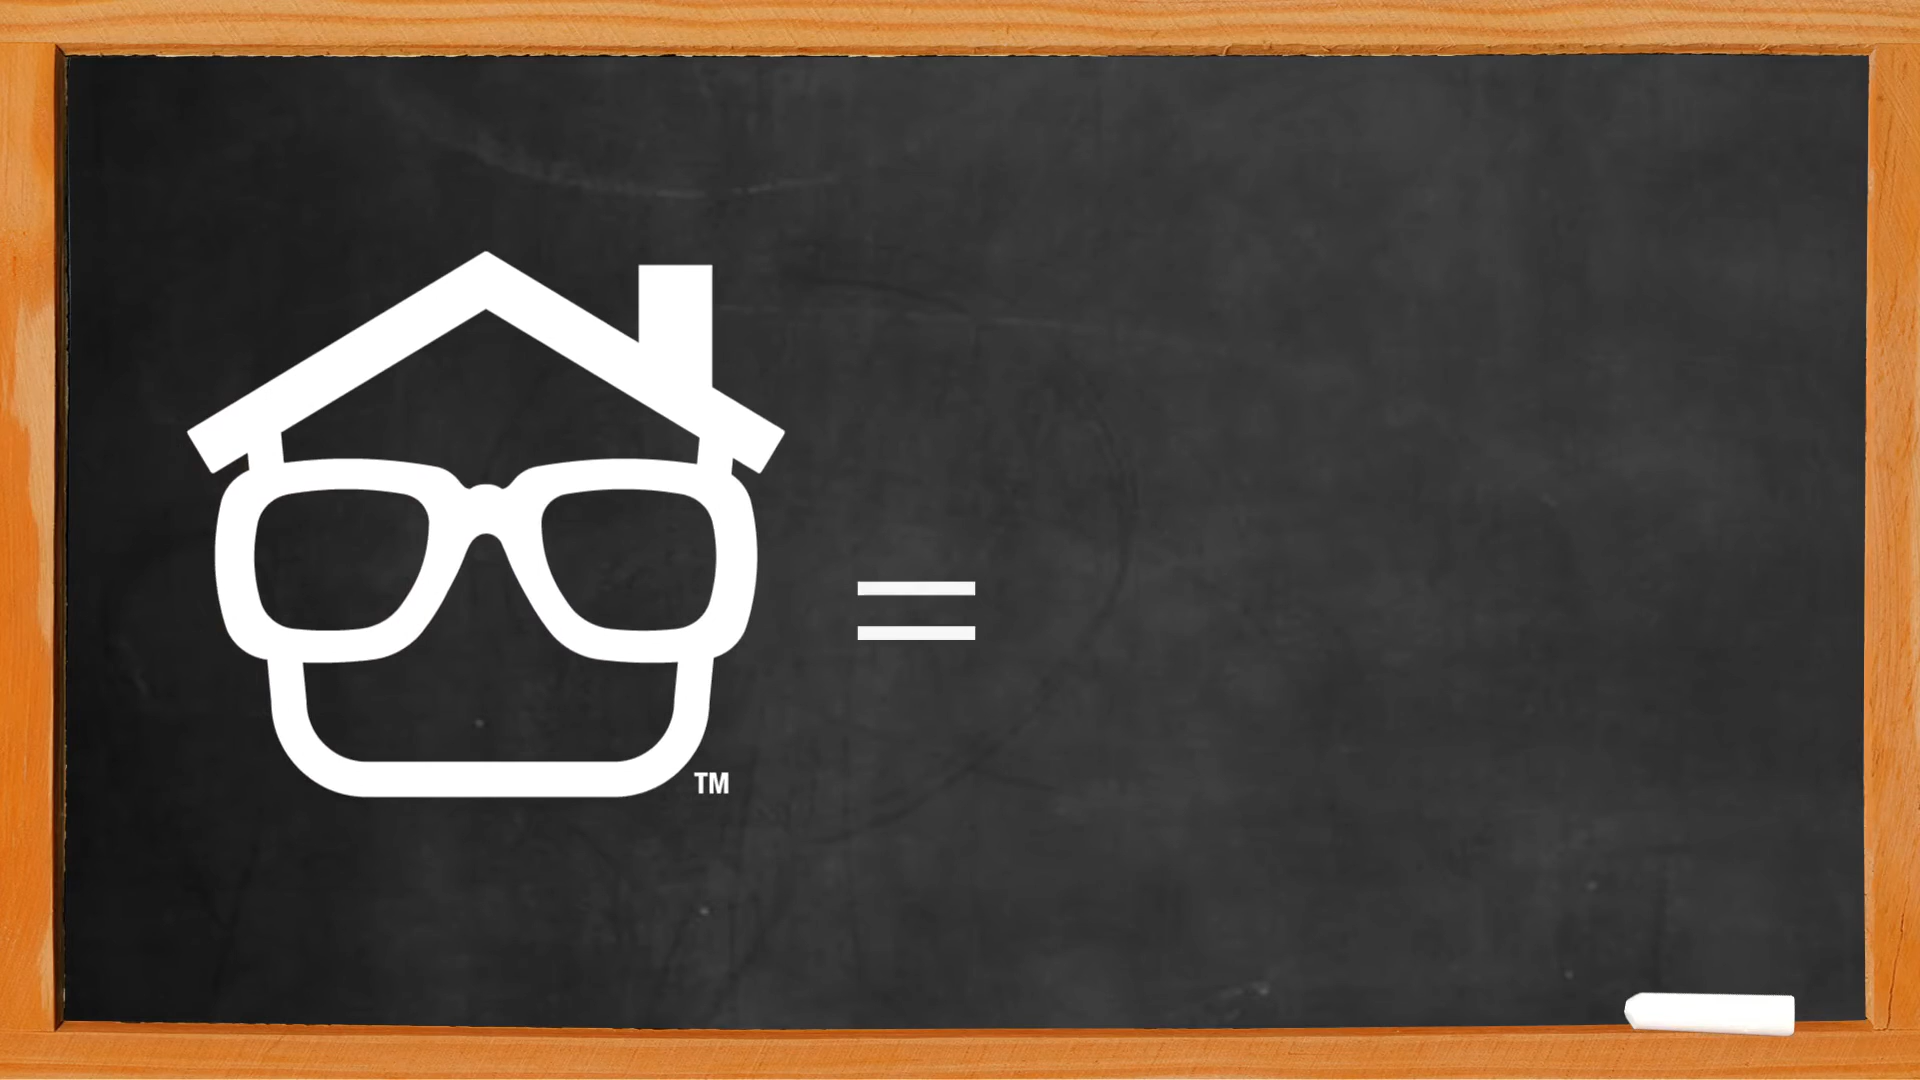 =
TM